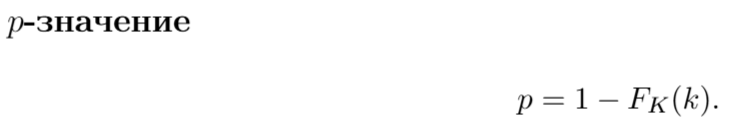 p-значение
p = 1 − F_K(k).